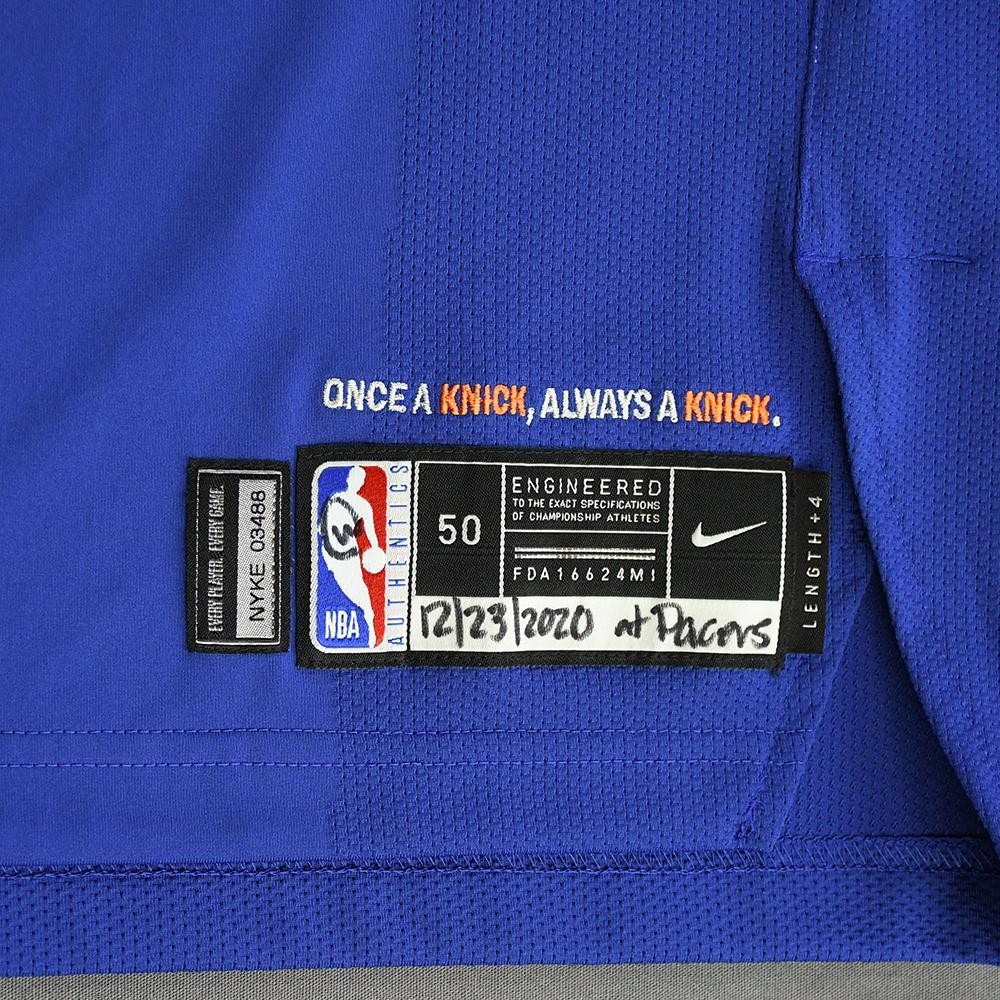 ONCE A KNICK, ALWAYS A KNICK.
EVERY PLAYER. EVERY GAME.
NYKE 03488
NBA
AUTHENTICS
50
ENGINEERED
TO THE EXACT SPECIFICATIONS
OF CHAMPIONSHIP ATHLETES
FDA16624M1
LENGTH+4
12/23/2020 at Pacers